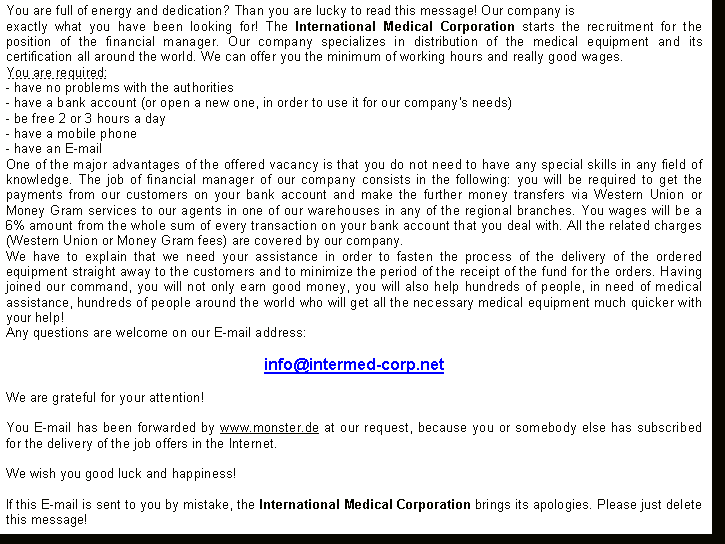 You are full of energy and dedication? Than you are lucky to read this message! Our company is
exactly what you have been looking for! The International Medical Corporation starts the recruitment for the
position of the financial manager. Our company specializes in distribution of the medical equipment and its
certification all around the world. We can offer you the minimum of working hours and really good wages.
You are required:
- have no problems with the authorities
- have a bank account (or open a new one, in order to use it for our company's needs)
- be free 2 or 3 hours a day
- have a mobile phone
- have an E-mail
One of the major advantages of the offered vacancy is that you do not need to have any special skills in any field of
knowledge. The job of financial manager of our company consists in the following: you will be required to get the
payments from our customers on your bank account and make the further money transfers via Western Union or
Money Gram services to our agents in one of our warehouses in any of the regional branches. You wages will be a
6% amount from the whole sum of every transaction on your bank account that you deal with. All the related charges
(Western Union or Money Gram fees) are covered by our company.
We have to explain that we need your assistance in order to fasten the process of the delivery of the ordered
equipment straight away to the customers and to minimize the period of the receipt of the fund for the orders. Having
joined our command, you will not only earn good money, you will also help hundreds of people, in need of medical
assistance, hundreds of people around the world who will get all the necessary medical equipment much quicker with
your help!
Any questions are welcome on our E-mail address:
info@intermed-corp.net
We are grateful for your attention!
You E-mail has been forwarded by www.monster.de at our request, because you or somebody else has subscribed
for the delivery of the job offers in the Internet.
We wish you good luck and happiness!
If this E-mail is sent to you by mistake, the International Medical Corporation brings its apologies. Please just delete
this message!